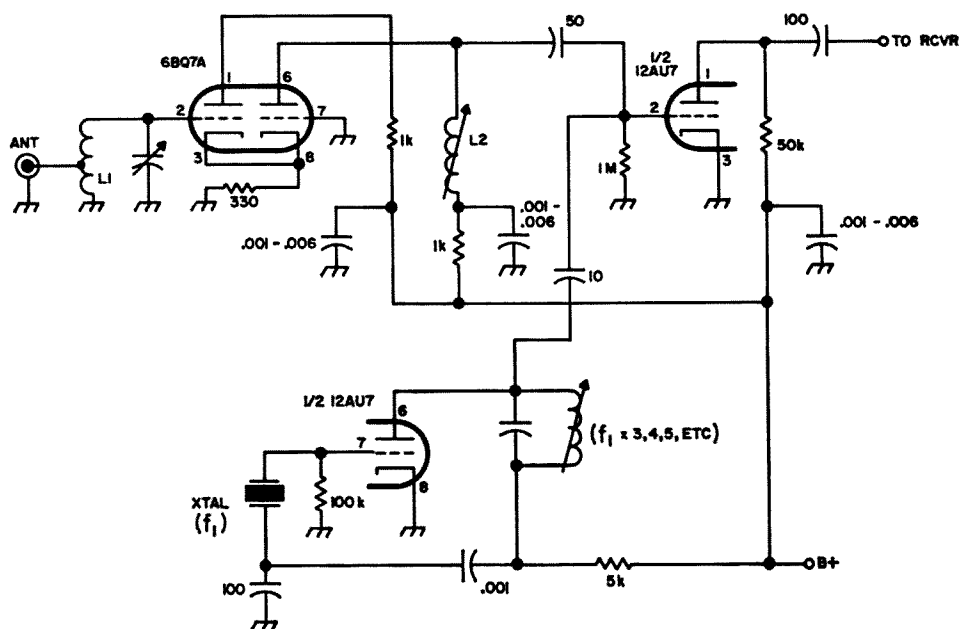 50
100
TO RCVR
6BQ7A
1/2
12AU7
1
6
1
2
7
2
ANT
3
8
1k
L2
1M
3
50k
L1
330
.001 - .006
.001 -
.006
.001 - .006
1k
10
1/2 12AU7
6
7
(f1 x 3,4,5, ETC)
8
XTAL
(f1)
100k
B+
100
.001
5k